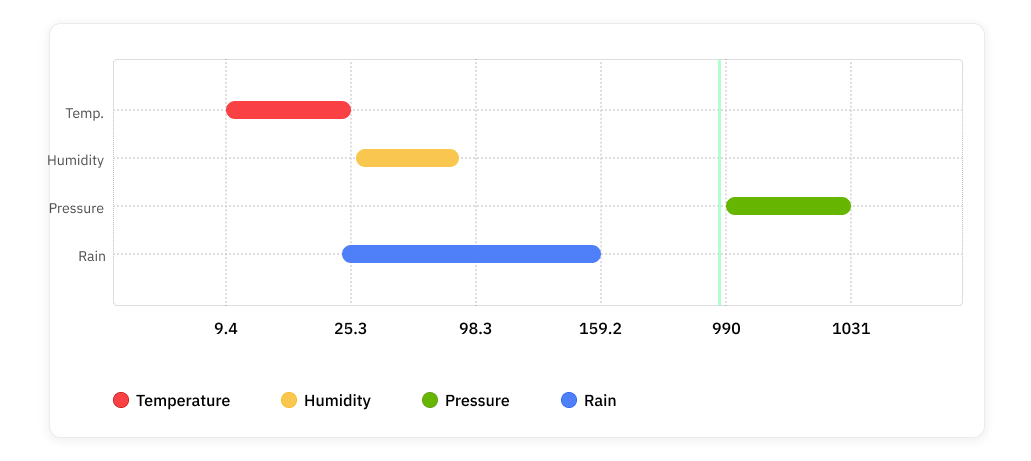 Temp.
Humidity
Pressure
Rain
9.4 25.3 98.3 159.2 990 1031
Temperature Humidity Pressure Rain